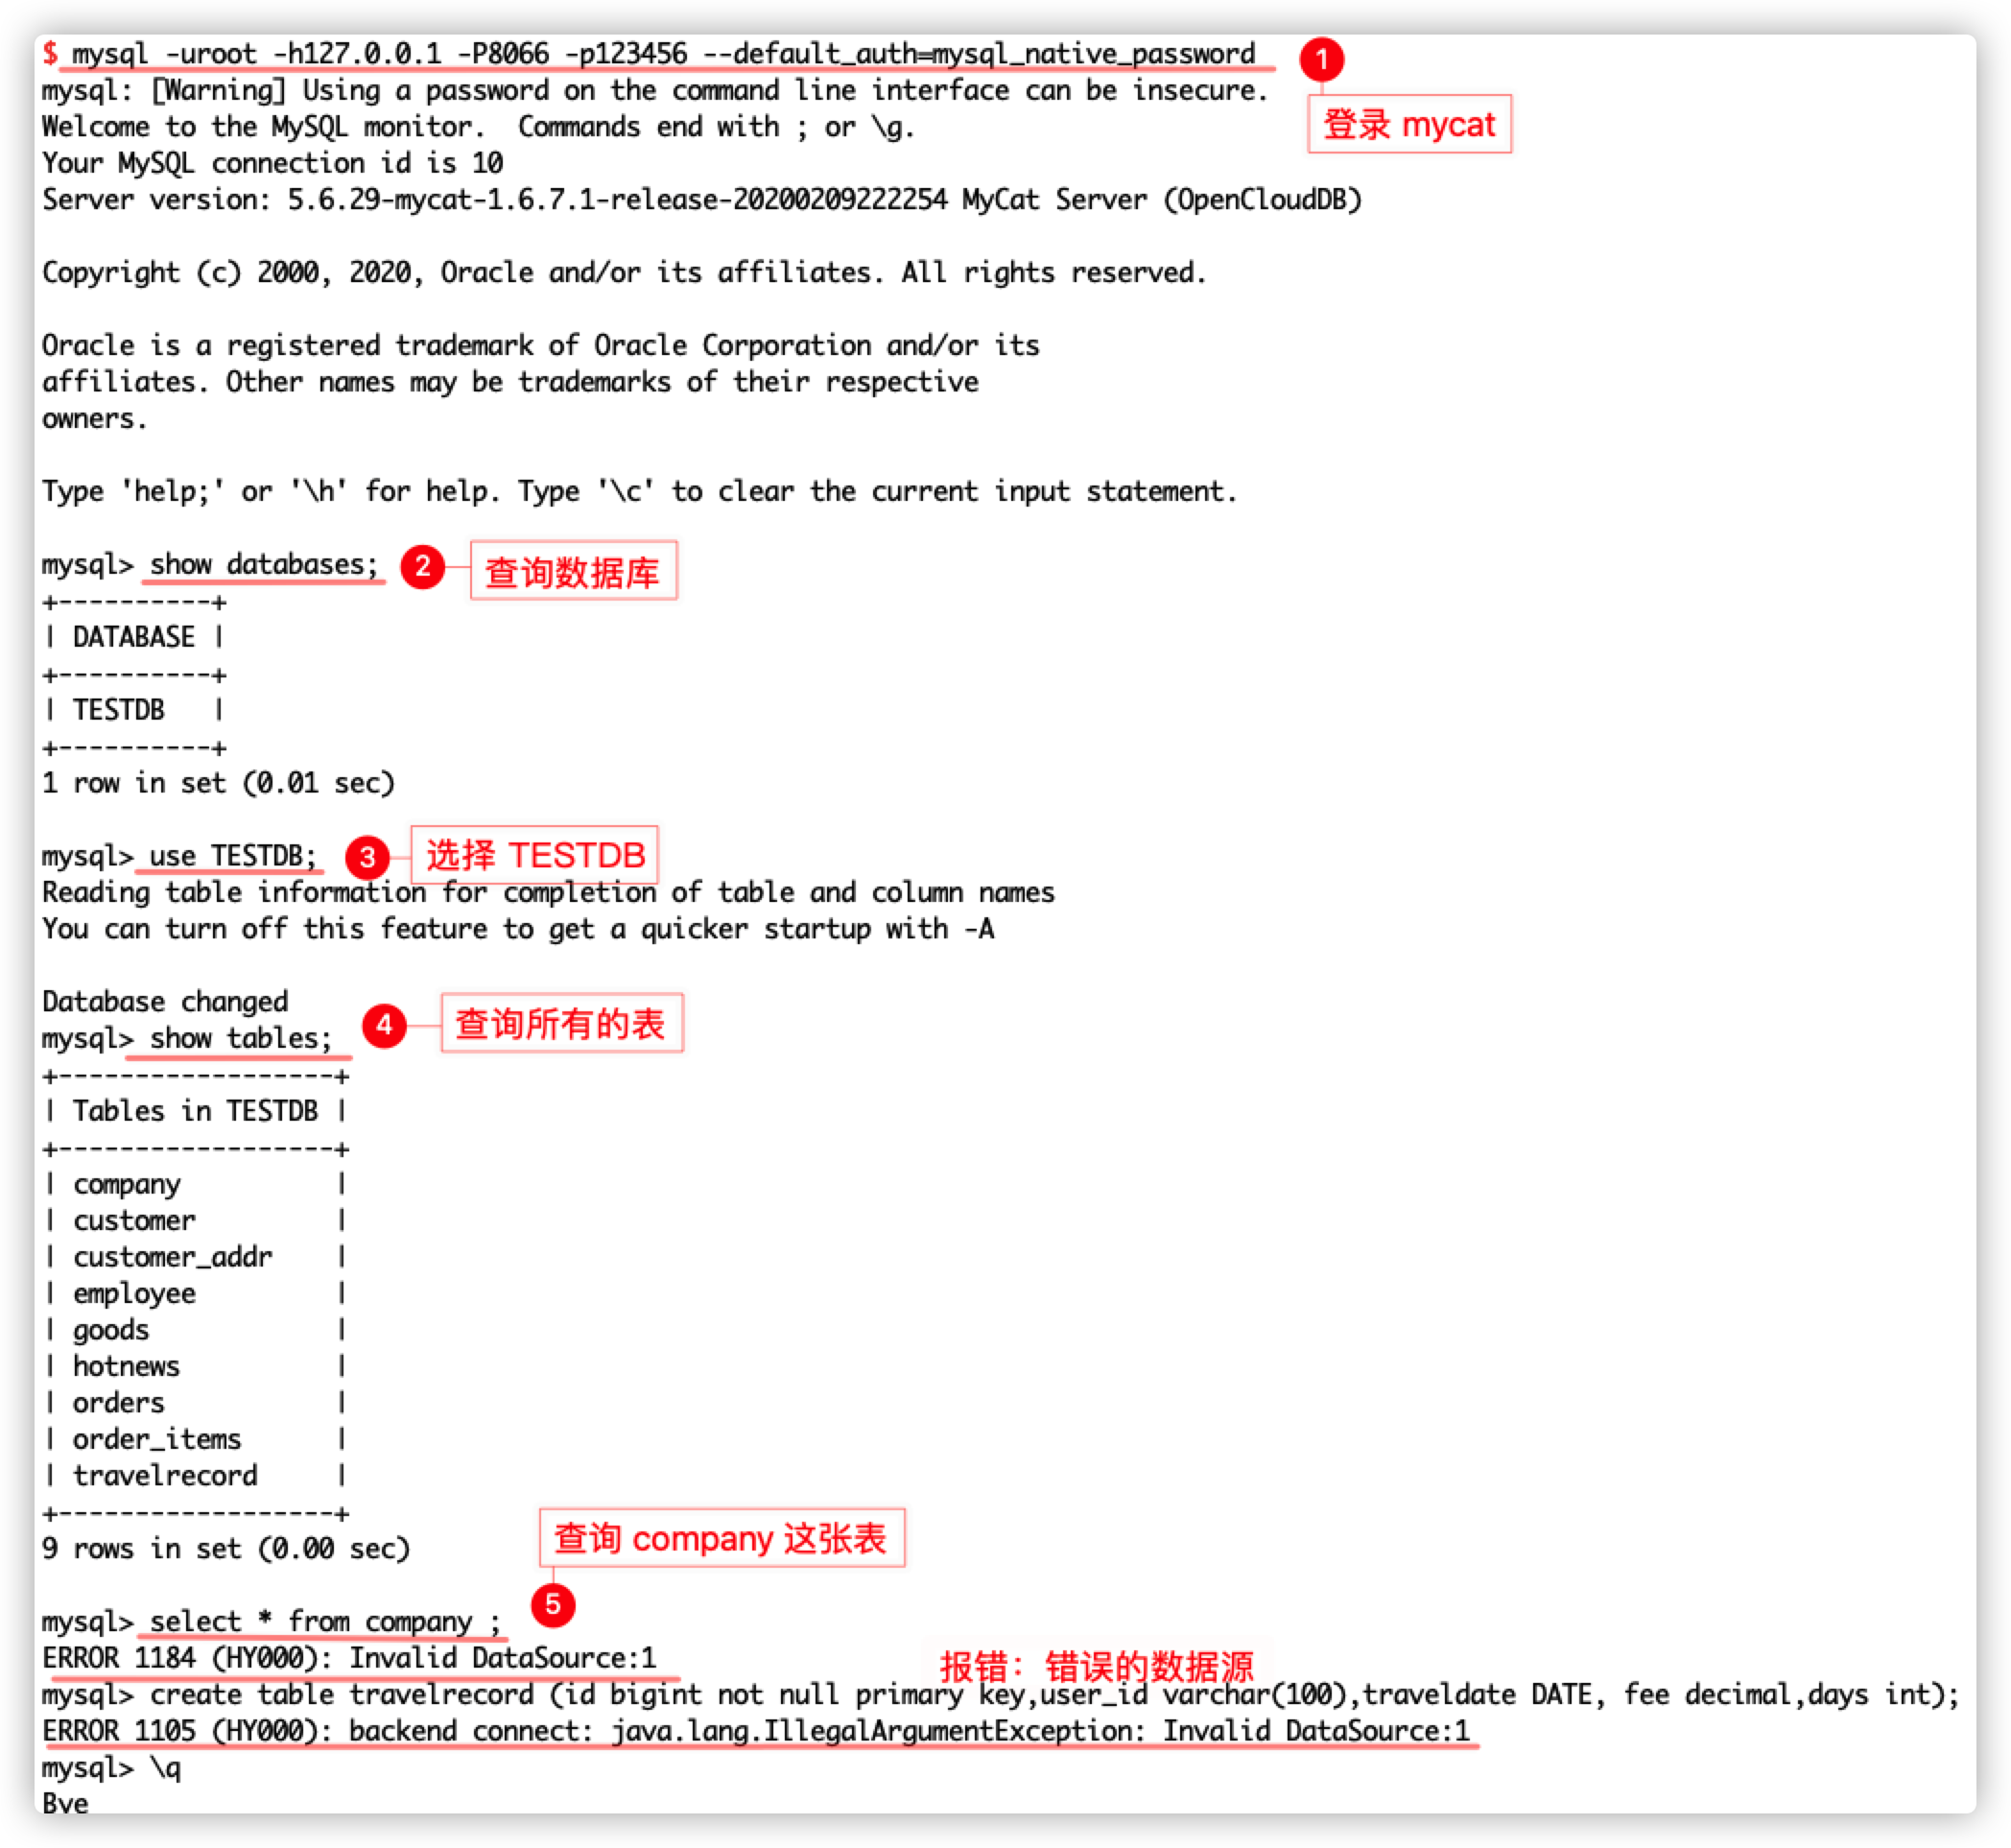 $ mysql -uroot -h127.0.0.1 -P8066 -p123456 --default_auth=mysql_native_password
1
mysql: [Warning] Using a password on the command line interface can be insecure.
登录 mycat
Welcome to the MySQL monitor.  Commands end with ; or \g.
Your MySQL connection id is 10
Server version: 5.6.29-mycat-1.6.7.1-release-20200209222254 MyCat Server (OpenCloudDB)
Copyright (c) 2000, 2020, Oracle and/or its affiliates. All rights reserved.
Oracle is a registered trademark of Oracle Corporation and/or its
affiliates. Other names may be trademarks of their respective
owners.
Type 'help;' or '\h' for help. Type '\c' to clear the current input statement.
mysql> show databases; 2 查询数据库
+----------+
| DATABASE |
+----------+
| TESTDB   |
+----------+
1 row in set (0.01 sec)
mysql> use TESTDB; 3 选择 TESTDB
Reading table information for completion of table and column names
You can turn off this feature to get a quicker startup with -A
Database changed
mysql> show tables; 4 查询所有的表
+------------------+
| Tables in TESTDB |
+------------------+
| company          |
| customer         |
| customer_addr    |
| employee         |
| goods            |
| hotnews          |
| orders           |
| order_items      |
| travelrecord     |
+------------------+
9 rows in set (0.00 sec)
查询 company 这张表
5
mysql> select * from company ;
ERROR 1184 (HY000): Invalid DataSource:1
报错：错误的数据源
mysql> create table travelrecord (id bigint not null primary key,user_id varchar(100),traveldate DATE, fee decimal,days int);
ERROR 1105 (HY000): backend connect: java.lang.IllegalArgumentException: Invalid DataSource:1
mysql> \q
Bye